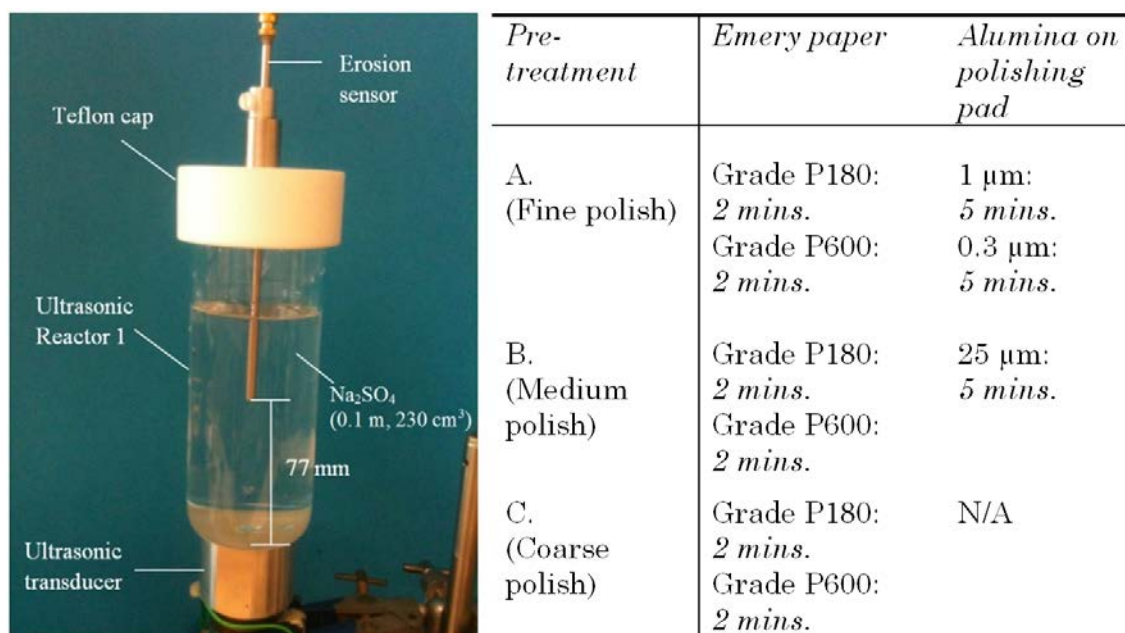 Erosion
sensor
Teflon cap
Ultrasonic
Reactor 1
Na₂SO₄
(0.1 m, 230 cm³)
77 mm
Ultrasonic
transducer
Pre-
treatment
Emery paper
Alumina on
polishing
pad
A.
(Fine polish)
Grade P180:
2 mins.
Grade P600:
2 mins.
1 µm:
5 mins.
0.3 µm:
5 mins.
B.
(Medium
polish)
Grade P180:
2 mins.
Grade P600:
2 mins.
25 µm:
5 mins.
C.
(Coarse
polish)
Grade P180:
2 mins.
Grade P600:
2 mins.
N/A